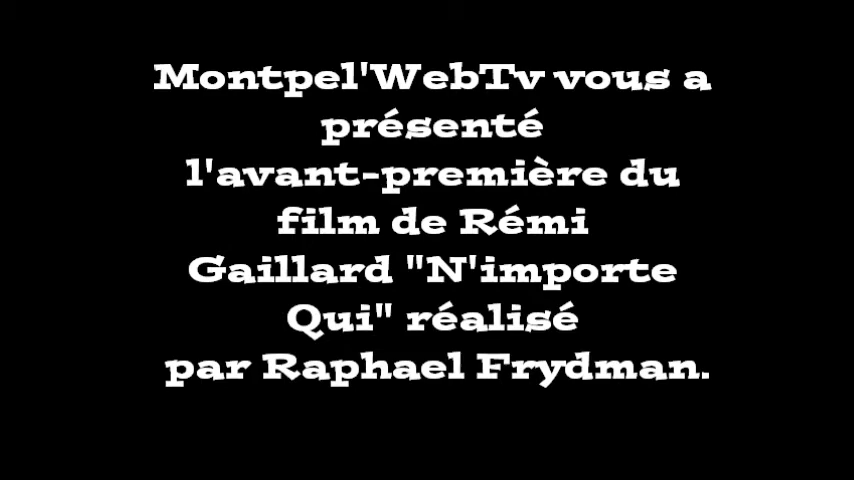 Montpel'WebTv vous a
présenté
l'avant-première du
film de Rémi
Gaillard "N'importe
Qui" réalisé
par Raphael Frydman.